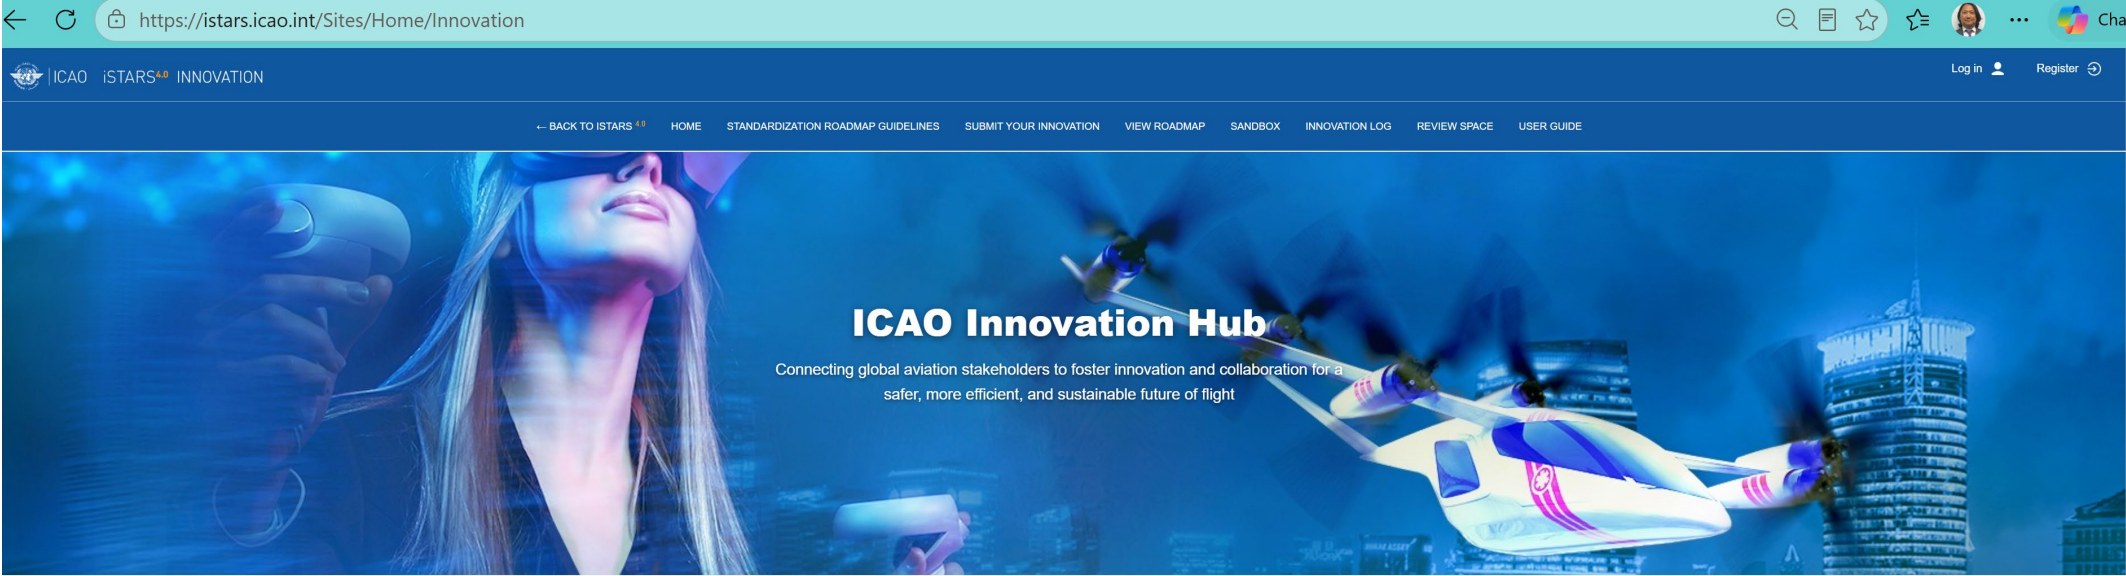 https://istars.icao.int/Sites/Home/Innovation
Cha
ICAO iSTARS4.0 INNOVATION
Log in
Register
← BACK TO ISTARS 4.0 HOME STANDARDIZATION ROADMAP GUIDELINES SUBMIT YOUR INNOVATION VIEW ROADMAP SANDBOX INNOVATION LOG REVIEW SPACE USER GUIDE
ICAO Innovation Hub
Connecting global aviation stakeholders to foster innovation and collaboration for a
safer, more efficient, and sustainable future of flight